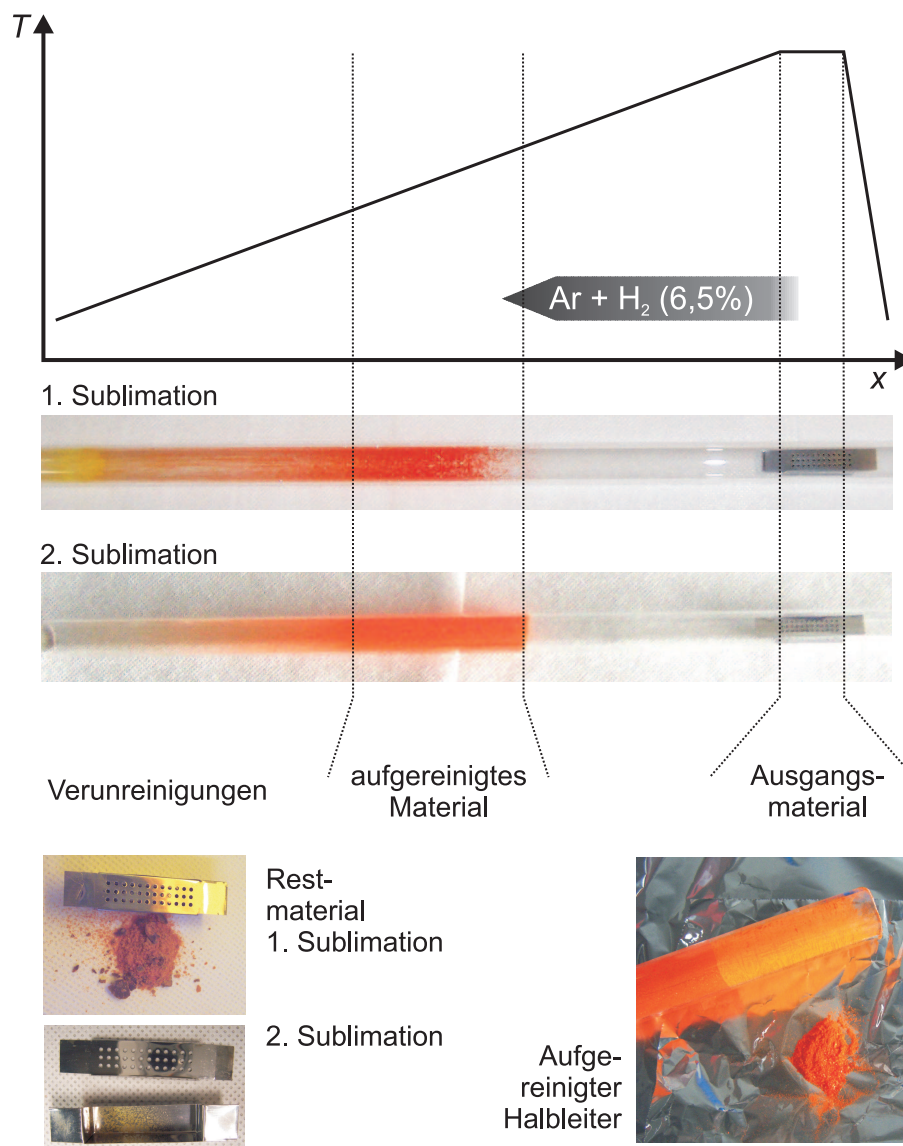 T
Ar + H₂ (6,5%)
x
1. Sublimation
2. Sublimation
Verunreinigungen
aufgereinigtes
Material
Ausgangs-
material
Rest-
material
1. Sublimation
2. Sublimation
Aufge-
reinigter
Halbleiter